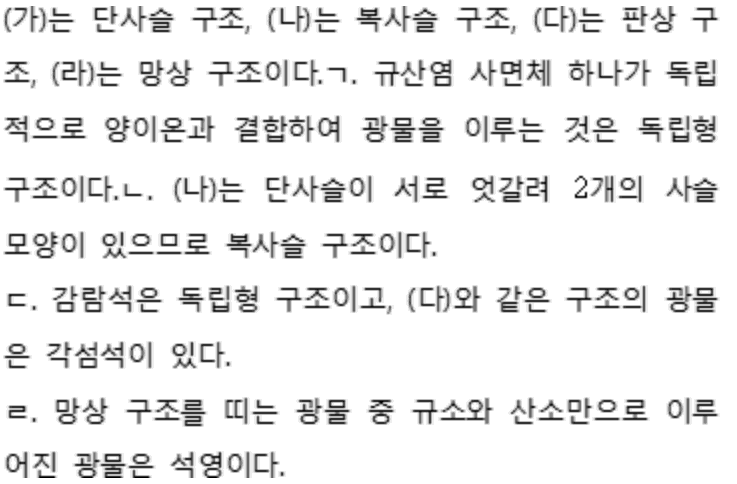 (가)는 단사슬 구조, (나)는 복사슬 구조, (다)는 판상 구
조, (라)는 망상 구조이다.ㄱ. 규산염 사면체 하나가 독립
적으로 양이온과 결합하여 광물을 이루는 것은 독립형
구조이다.ㄴ. (나)는 단사슬이 서로 엇갈려 2개의 사슬
모양이 있으므로 복사슬 구조이다.
ㄷ. 감람석은 독립형 구조이고, (다)와 같은 구조의 광물
은 각섬석이 있다.
ㄹ. 망상 구조를 띠는 광물 중 규소와 산소만으로 이루
어진 광물은 석영이다.